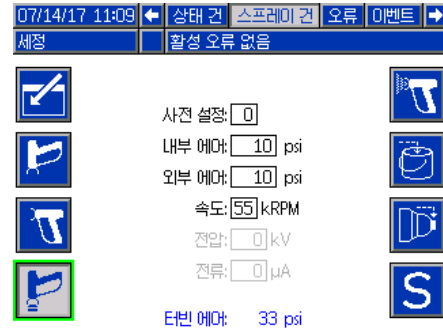 07/14/17 11:09 상태 건 스프레이 건 오류 이벤트
세정 활성 오류 없음
사전 설정: 0
내부 에어: 10 psi
외부 에어: 10 psi
속도: 55 kRPM
전압: 0 kV
전류: 0 μA
터빈 에어: 33 psi
S